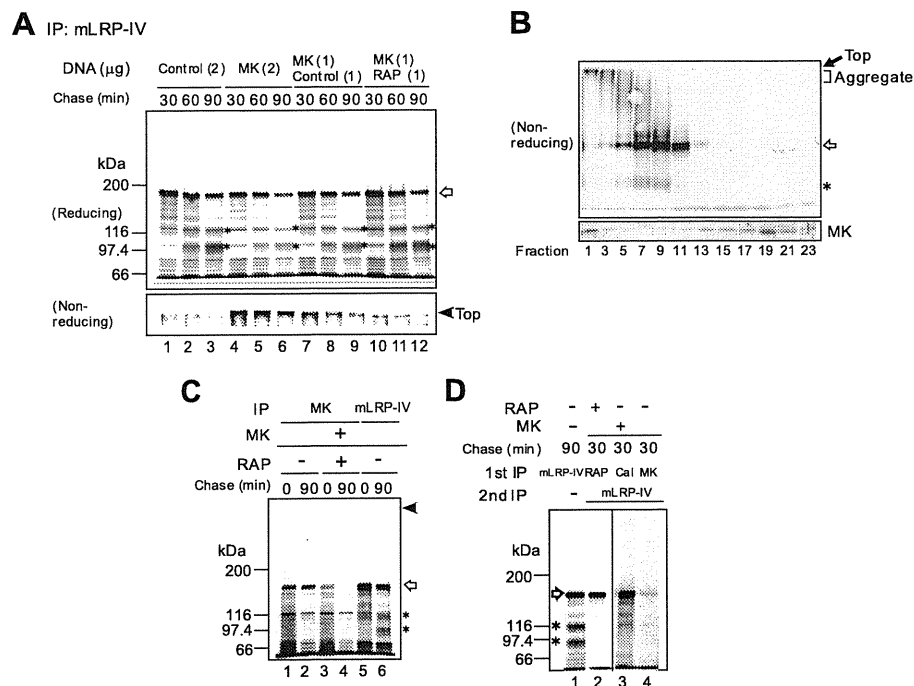 A IP: mLRP-IV
DNA (μg) Control (2) MK (2) MK (1) Control (1) MK (1) RAP (1)
Chase (min) 30 60 90 30 60 90 30 60 90 30 60 90
kDa
200
(Reducing)
116
97.4
66
(Non-reducing)
Top
1 2 3 4 5 6 7 8 9 10 11 12
B
Top
Aggregate
(Non-reducing)
*
MK
Fraction 1 3 5 7 9 11 13 15 17 19 21 23
C
IP MK mLRP-IV
MK +
RAP - + -
Chase (min) 0 90 0 90 0 90
kDa
200
116 *
97.4 *
66
1 2 3 4 5 6
D
RAP - + - -
MK - - + -
Chase (min) 90 30 30 30
1st IP mLRP-IV RAP Cal MK
2nd IP - mLRP-IV
kDa
200
116 *
97.4 *
66
1 2 3 4